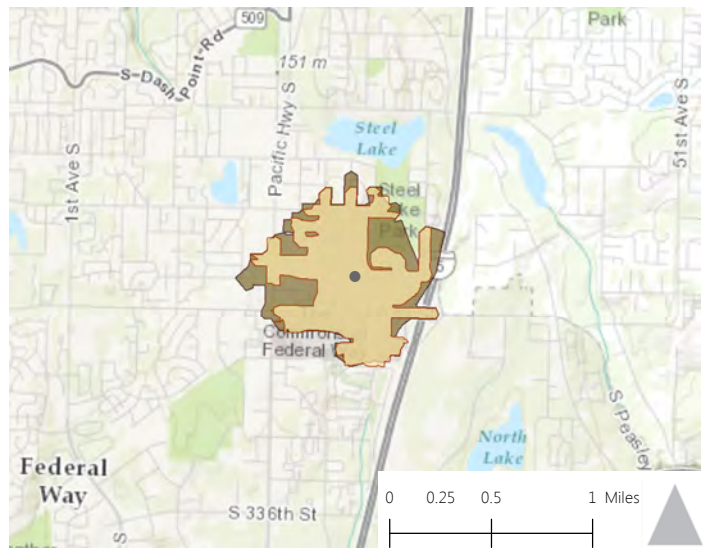 509
Park
S-Dash-Point-Rd
151 m
Pacific Hwy S
Steel
Lake
51st Ave S
1st Ave S
Steel
Park
5
Federal
North
Lake
S-Peasley
Federal
Way
0 0.25 0.5 1 Miles
S 336th St
S